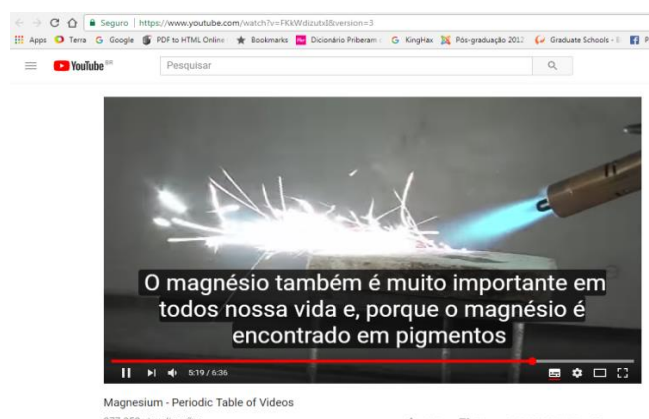 Seguro | https://www.youtube.com/watch?v=FKkWdizutxI&version=3
Apps Terra Google PDF to HTML Online Bookmarks Dicionário Priberam KingHax Pós-graduação 2012 Graduate Schools -
YouTube BR Pesquisar
O magnésio também é muito importante em
todos nossa vida e, porque o magnésio é
encontrado em pigmentos
5:19 / 6:36
Magnesium - Periodic Table of Videos